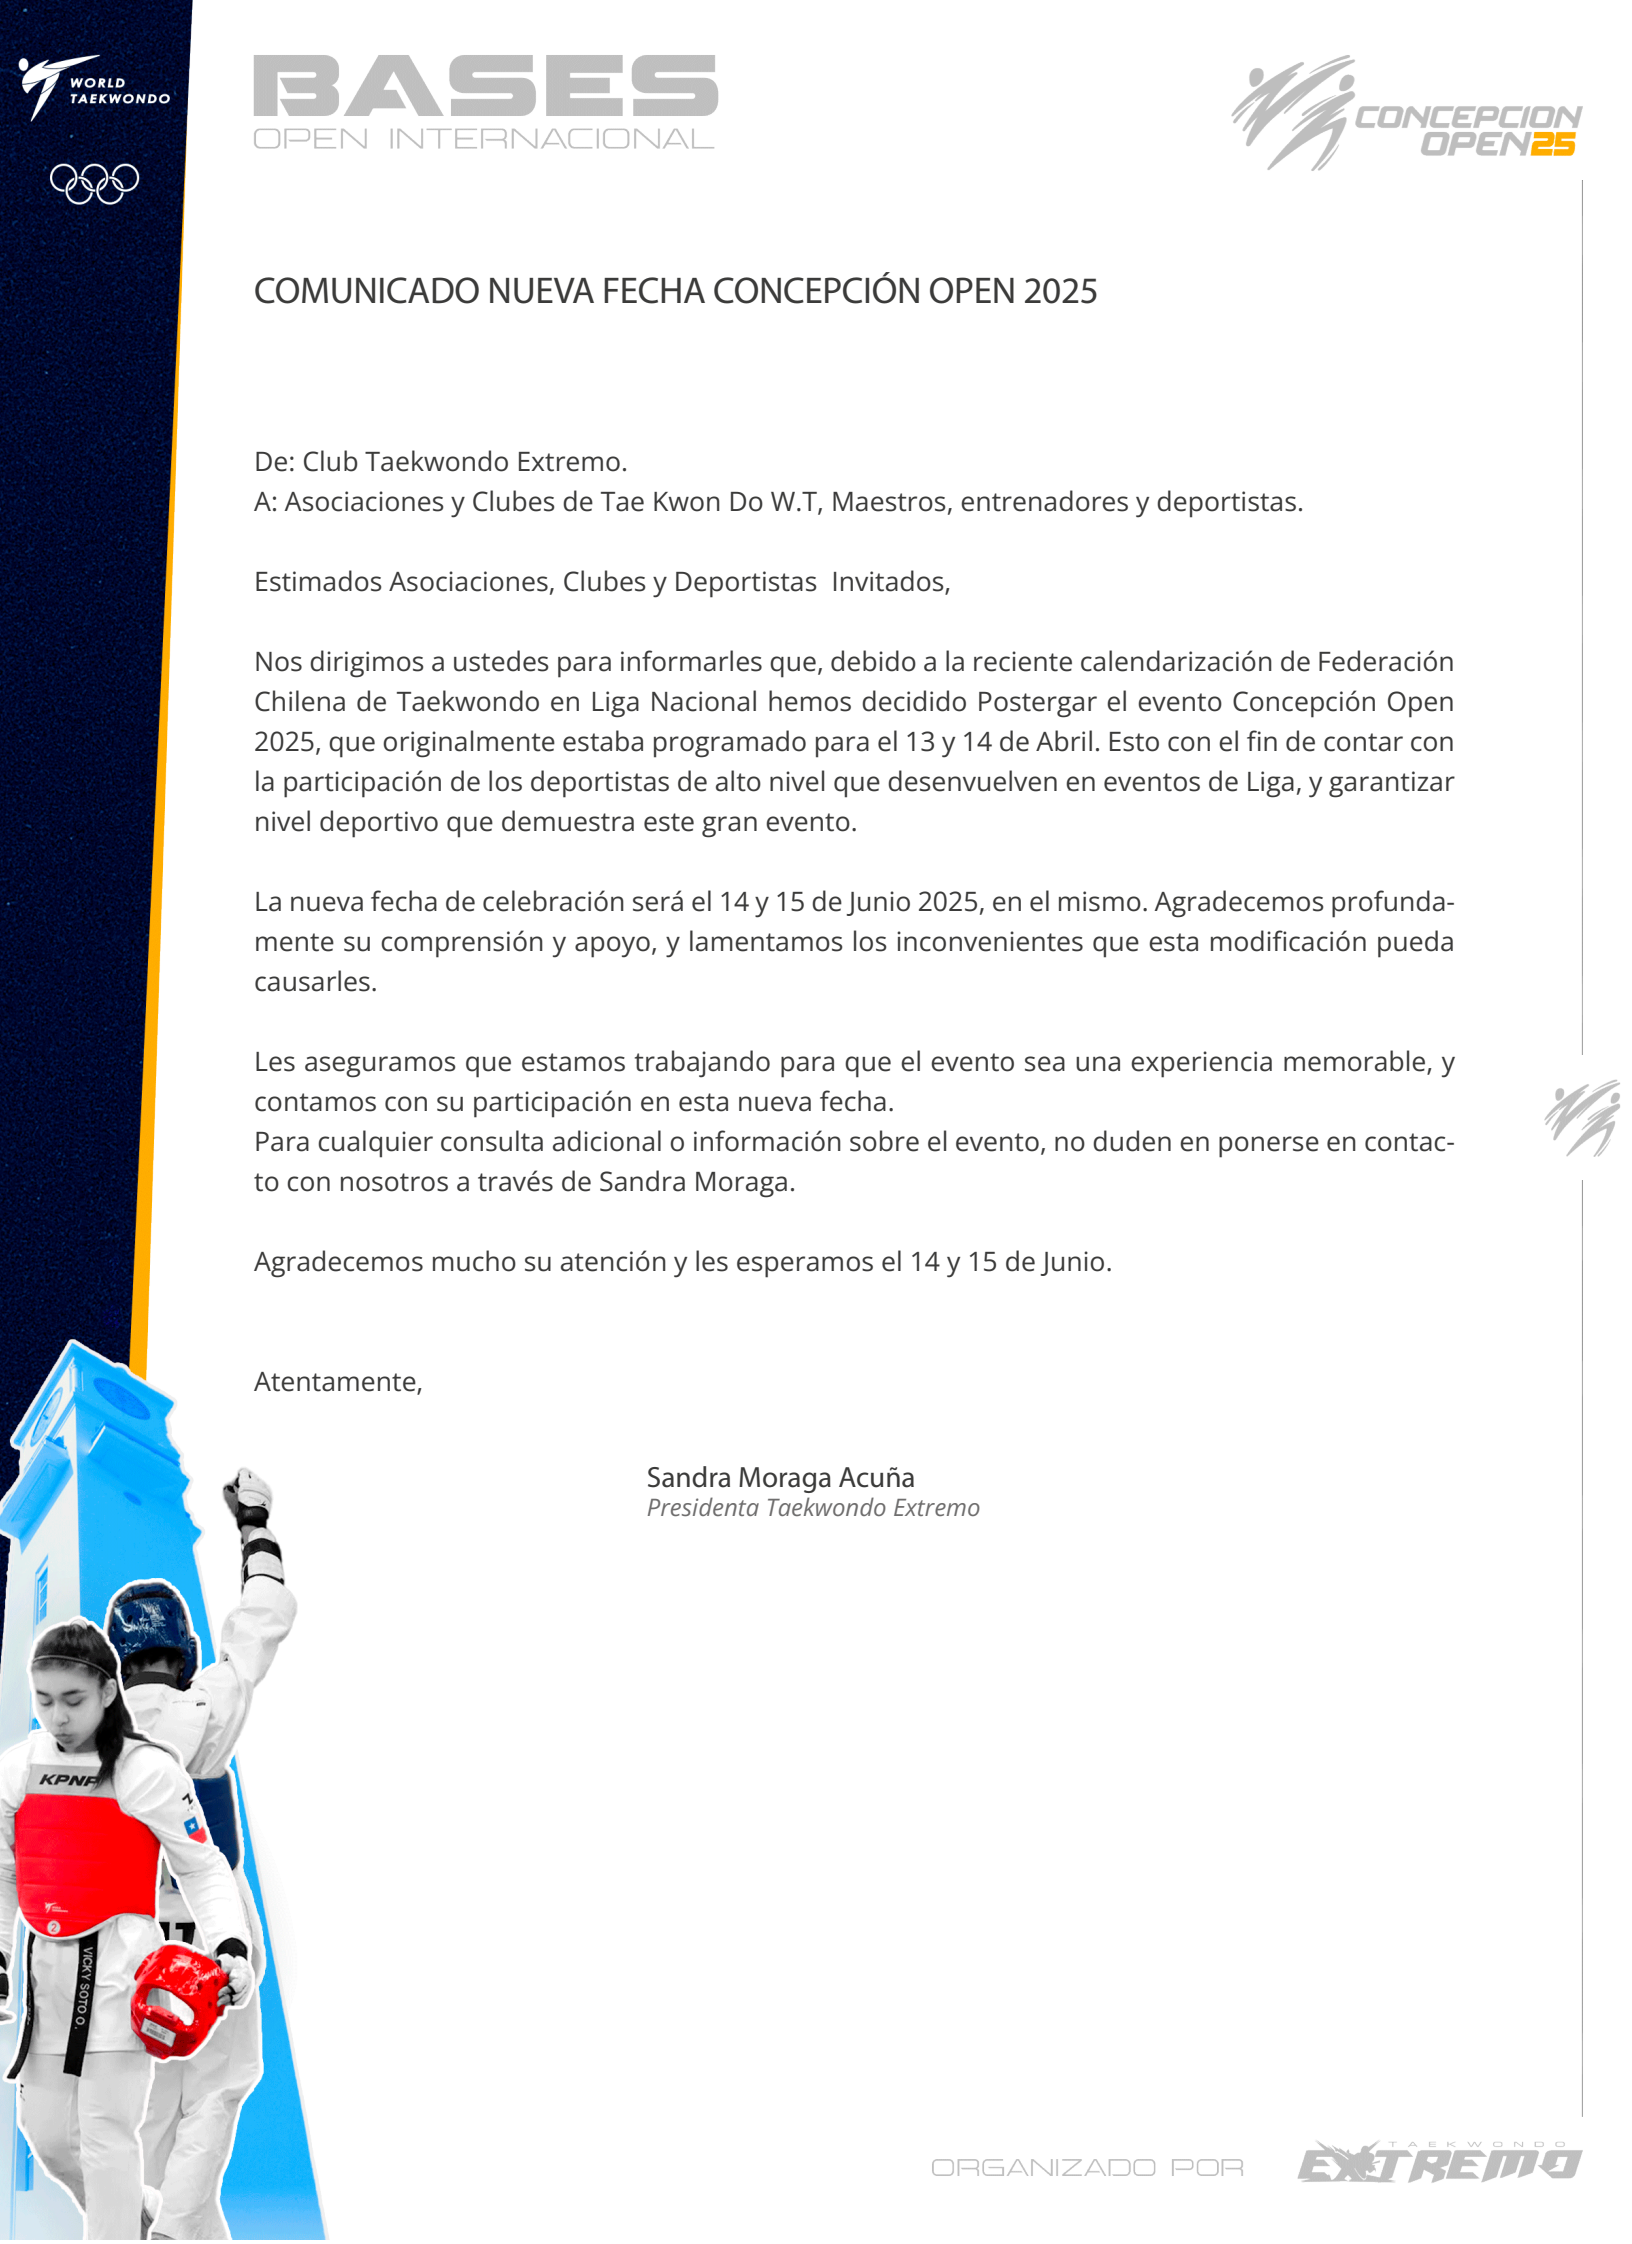 WORLD
TAEKWONDO
BASES
OPEN INTERNACIONAL
CONCEPCION
OPEN25
COMUNICADO NUEVA FECHA CONCEPCIÓN OPEN 2025
De: Club Taekwondo Extremo.
A: Asociaciones y Clubes de Tae Kwon Do W.T, Maestros, entrenadores y deportistas.
Estimados Asociaciones, Clubes y Deportistas  Invitados,
Nos dirigimos a ustedes para informarles que, debido a la reciente calendarización de Federación
Chilena de Taekwondo en Liga Nacional hemos decidido Postergar el evento Concepción Open
2025, que originalmente estaba programado para el 13 y 14 de Abril. Esto con el fin de contar con
la participación de los deportistas de alto nivel que desenvuelven en eventos de Liga, y garantizar
nivel deportivo que demuestra este gran evento.
La nueva fecha de celebración será el 14 y 15 de Junio 2025, en el mismo. Agradecemos profunda-
mente su comprensión y apoyo, y lamentamos los inconvenientes que esta modificación pueda
causarles.
Les aseguramos que estamos trabajando para que el evento sea una experiencia memorable, y
contamos con su participación en esta nueva fecha.
Para cualquier consulta adicional o información sobre el evento, no duden en ponerse en contac-
to con nosotros a través de Sandra Moraga.
Agradecemos mucho su atención y les esperamos el 14 y 15 de Junio.
Atentamente,
Sandra Moraga Acuña
Presidenta Taekwondo Extremo
KPNP
2
VICKY SOTO O.
ORGANIZADO POR
TAEKWONDO
EXTREMO